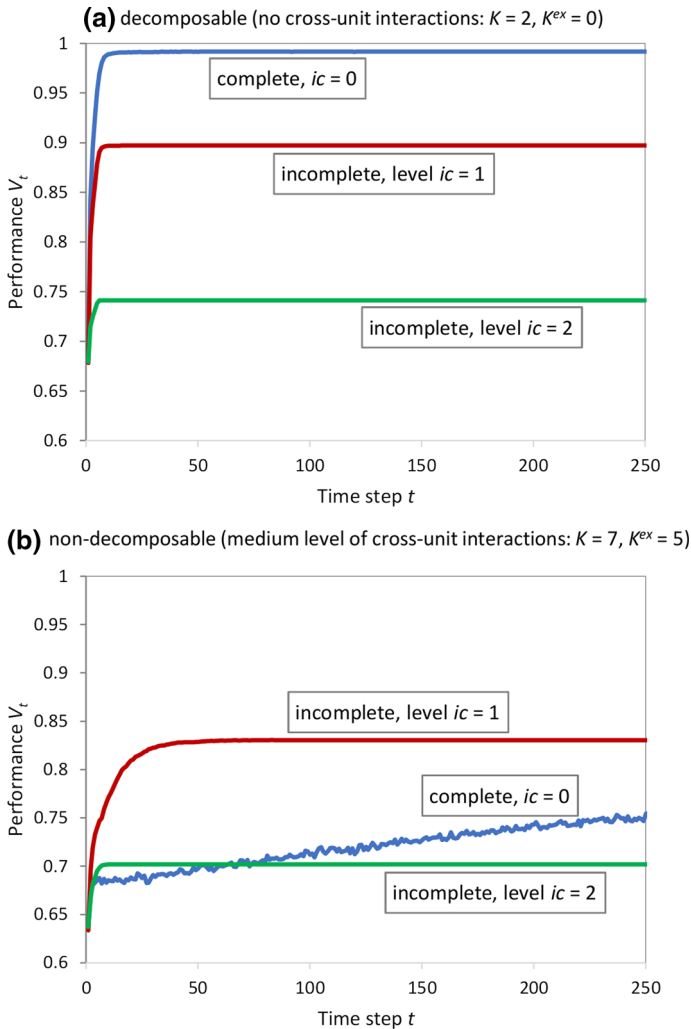 (a) decomposable (no cross-unit interactions: K = 2, K^ex = 0)
1
0.95
0.9
0.85
0.8
0.75
0.7
0.65
0.6
Performance V_t
complete, ic = 0
incomplete, level ic = 1
incomplete, level ic = 2
0 50 100 150 200 250
Time step t
(b) non-decomposable (medium level of cross-unit interactions: K = 7, K^ex = 5)
1
0.95
0.9
0.85
0.8
0.75
0.7
0.65
0.6
Performance V_t
incomplete, level ic = 1
complete, ic = 0
incomplete, level ic = 2
0 50 100 150 200 250
Time step t